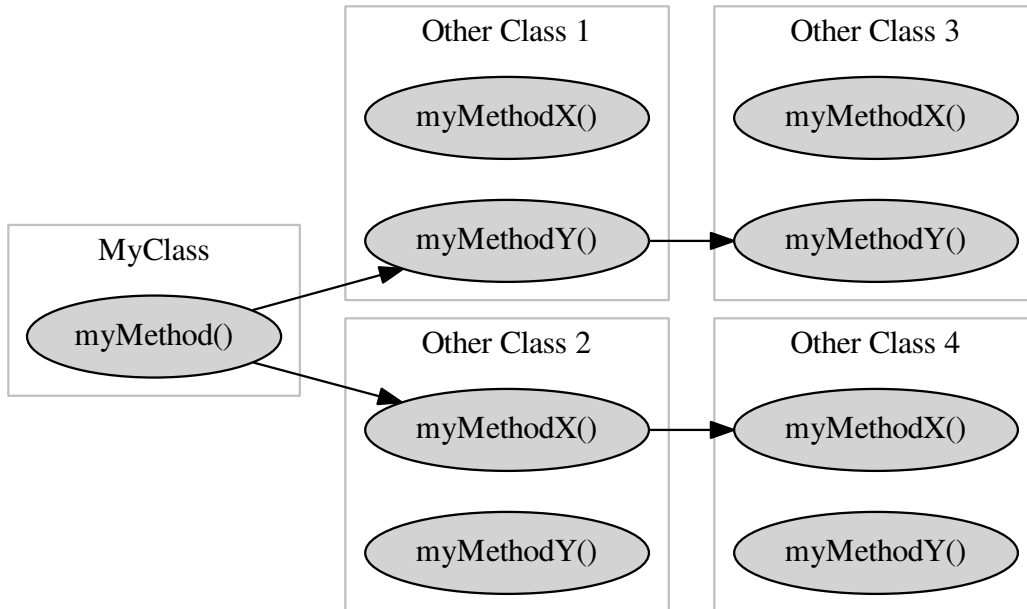 MyClass
myMethod()
Other Class 1
myMethodX()
myMethodY()
Other Class 2
myMethodX()
myMethodY()
Other Class 3
myMethodX()
myMethodY()
Other Class 4
myMethodX()
myMethodY()